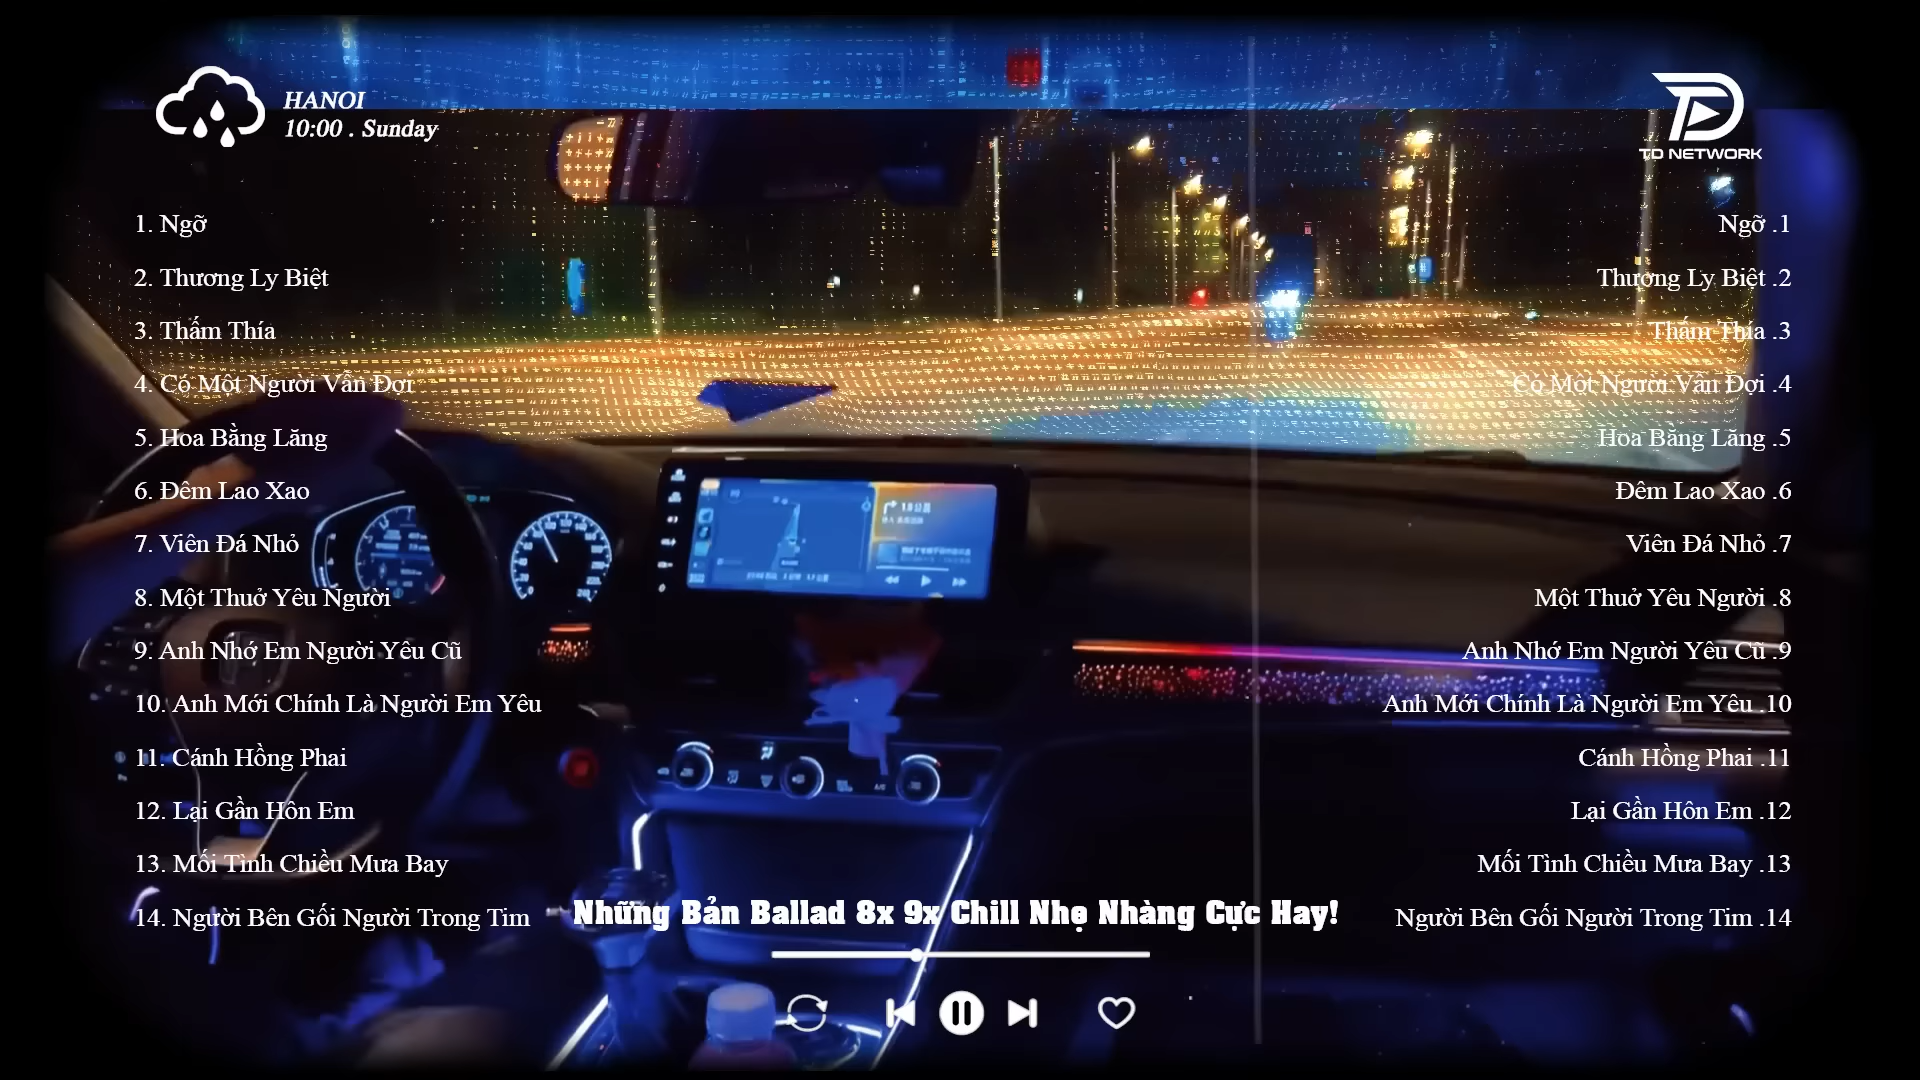 HANOI
10:00 . Sunday
TD NETWORK
1. Ngỡ
2. Thương Ly Biệt
3. Thấm Thía
4. Có Một Người Vẫn Đợi
5. Hoa Bằng Lăng
6. Đêm Lao Xao
7. Viên Đá Nhỏ
8. Một Thuở Yêu Người
9. Anh Nhớ Em Người Yêu Cũ
10. Anh Mới Chính Là Người Em Yêu
11. Cánh Hồng Phai
12. Lại Gần Hôn Em
13. Mối Tình Chiều Mưa Bay
14. Người Bên Gối Người Trong Tim
Ngỡ .1
Thương Ly Biệt .2
Thấm Thía .3
Có Một Người Vẫn Đợi .4
Hoa Bằng Lăng .5
Đêm Lao Xao .6
Viên Đá Nhỏ .7
Một Thuở Yêu Người .8
Anh Nhớ Em Người Yêu Cũ .9
Anh Mới Chính Là Người Em Yêu .10
Cánh Hồng Phai .11
Lại Gần Hôn Em .12
Mối Tình Chiều Mưa Bay .13
Người Bên Gối Người Trong Tim .14
Những Bản Ballad 8x 9x Chill Nhẹ Nhàng Cực Hay!